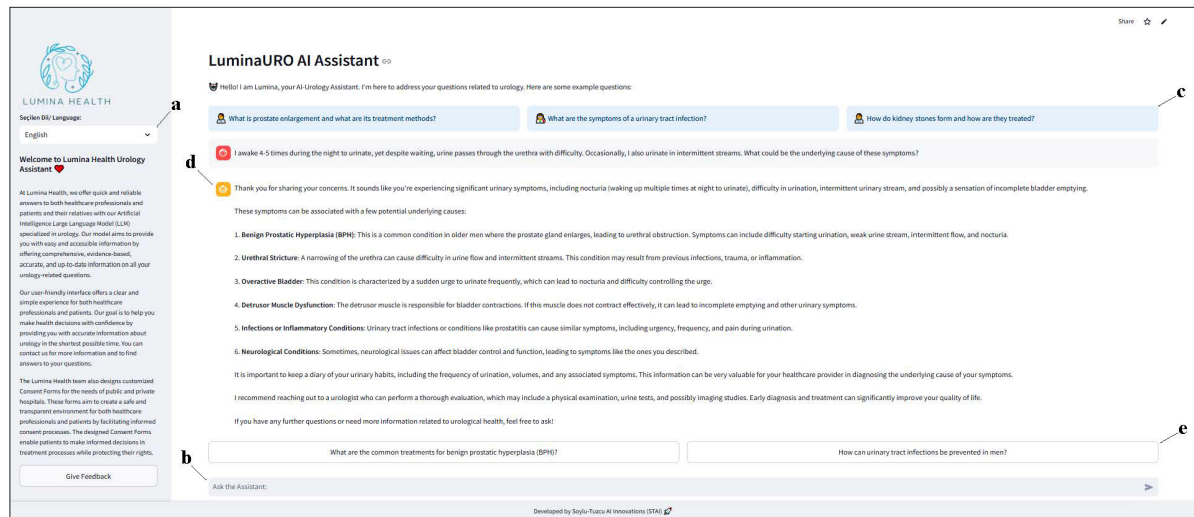 Share
LUMINA HEALTH
a
Seçilen Dil/ Language:
English
Welcome to Lumina Health Urology
Assistant
At Lumina Health, we offer quick and reliable
answers to both healthcare professionals and
patients and their relatives with our Artificial
Intelligence Large Language Model (LLM)
specialized in urology. Our model aims to provide
you with easy and accessible information by
offering comprehensive, evidence-based,
accurate, and up-to-date information on all your
urology-related questions.
Our user-friendly interface offers a clear and
simple experience for both healthcare
professionals and patients. Our goal is to help you
make health decisions with confidence by
providing you with accurate information about
urology in the shortest possible time. You can
contact us for more information and to find
answers to your questions.
The Lumina Health team also designs customized
Consent Forms for the needs of public and private
hospitals. These forms aim to create a safe and
transparent environment for both healthcare
professionals and patients by facilitating informed
consent processes. The designed Consent Forms
enable patients to make informed decisions in
treatment processes while protecting their rights.
Give Feedback
LuminaURO AI Assistant
Hello! I am Lumina, your AI-Urology Assistant. I'm here to address your questions related to urology. Here are some example questions:
c
What is prostate enlargement and what are its treatment methods?
What are the symptoms of a urinary tract infection?
How do kidney stones form and how are they treated?
I awake 4-5 times during the night to urinate, yet despite waiting, urine passes through the urethra with difficulty. Occasionally, I also urinate in intermittent streams. What could be the underlying cause of these symptoms?
d
Thank you for sharing your concerns. It sounds like you're experiencing significant urinary symptoms, including nocturia (waking up multiple times at night to urinate), difficulty in urination, intermittent urinary stream, and possibly a sensation of incomplete bladder emptying.
These symptoms can be associated with a few potential underlying causes:
1. Benign Prostatic Hyperplasia (BPH): This is a common condition in older men where the prostate gland enlarges, leading to urethral obstruction. Symptoms can include difficulty starting urination, weak urine stream, intermittent flow, and nocturia.
2. Urethral Stricture: A narrowing of the urethra can cause difficulty in urine flow and intermittent streams. This condition may result from previous infections, trauma, or inflammation.
3. Overactive Bladder: This condition is characterized by a sudden urge to urinate frequently, which can lead to nocturia and difficulty controlling the urge.
4. Detrusor Muscle Dysfunction: The detrusor muscle is responsible for bladder contractions. If this muscle does not contract effectively, it can lead to incomplete emptying and other urinary symptoms.
5. Infections or Inflammatory Conditions: Urinary tract infections or conditions like prostatitis can cause similar symptoms, including urgency, frequency, and pain during urination.
6. Neurological Conditions: Sometimes, neurological issues can affect bladder control and function, leading to symptoms like the ones you described.
It is important to keep a diary of your urinary habits, including the frequency of urination, volumes, and any associated symptoms. This information can be very valuable for your healthcare provider in diagnosing the underlying cause of your symptoms.
I recommend reaching out to a urologist who can perform a thorough evaluation, which may include a physical examination, urine tests, and possibly imaging studies. Early diagnosis and treatment can significantly improve your quality of life.
If you have any further questions or need more information related to urological health, feel free to ask!
e
What are the common treatments for benign prostatic hyperplasia (BPH)?
How can urinary tract infections be prevented in men?
b
Ask the Assistant:
Developed by Soylu-Tuzcu AI Innovations (STAI)